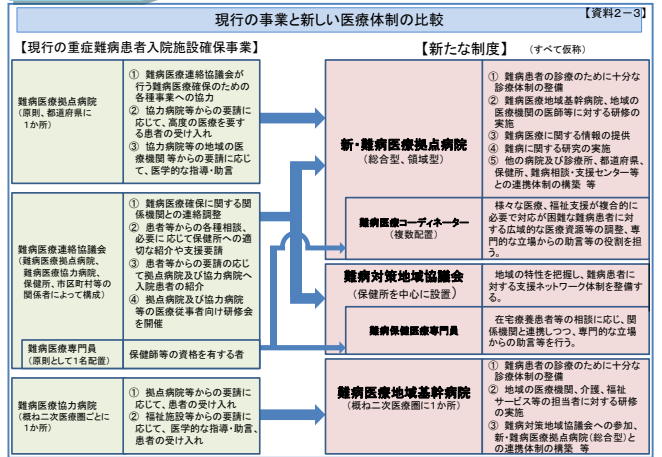 現行の事業と新しい医療体制の比較
【資料2-3】
【現行の重症難病患者入院施設確保事業】
難病医療拠点病院
(原則、都道府県に
1か所)
① 難病医療連絡協議会が
行う難病医療確保のための
各種事業への協力
② 協力病院等からの要請に
応じて、高度の医療を要す
る患者の受け入れ
③ 協力病院等の地域の医
療機関等からの要請に応じ
て、医学的な指導・助言
難病医療連絡協議会
(難病医療拠点病院、
難病医療協力病院、
保健所、市区町村等の
関係者によって構成)
① 難病医療確保に関する関
係機関との連絡調整
② 患者等からの各種相談、
必要に応じて保健所への適
切な紹介や支援要請
③ 患者等からの要請の応じ
て拠点病院及び協力病院へ
入院患者の紹介
④ 拠点病院及び協力病院
等の医療従事者向け研修会
を開催
難病医療専門員
(原則として1名配置)
保健師等の資格を有する者
難病医療協力病院
(概ね二次医療圏ごとに
1か所)
① 拠点病院等からの要請に
応じて、患者の受け入れ
② 福祉施設等からの要請に
応じて、医学的な指導・助言、
患者の受け入れ
【新たな制度】 (すべて仮称)
新・難病医療拠点病院
(総合型、領域型)
① 難病患者の診療のために十分な
診療体制の整備
② 難病医療地域基幹病院、地域の
医療機関の医師等に対する研修の
実施
③ 難病医療に関する情報の提供
④ 難病に関する研究の実施
⑤ 他の病院及び診療所、都道府県、
保健所、難病相談・支援センター等
との連携体制の構築 等
難病医療コーディネーター
(複数配置)
様々な医療、福祉支援が複合的に
必要で対応が困難な難病患者に対
する広域的な医療資源等の調整、専
門的な立場からの助言等の役割を担
う。
難病対策地域協議会
(保健所を中心に設置)
地域の特性を把握し、難病患者に
対する支援ネットワーク体制を整備す
る。
難病保健医療専門員
在宅療養患者等の相談に応じ、関
係機関と連携しつつ、専門的な立場
からの助言等を行う。
難病医療地域基幹病院
(概ね二次医療圏に1か所)
① 難病患者の診療のために十分な
診療体制の整備
② 地域の医療機関、介護、福祉
サービス等の担当者に対する研修
の実施
③ 難病対策地域協議会への参加、
新・難病医療拠点病院(総合型)と
の連携体制の構築 等